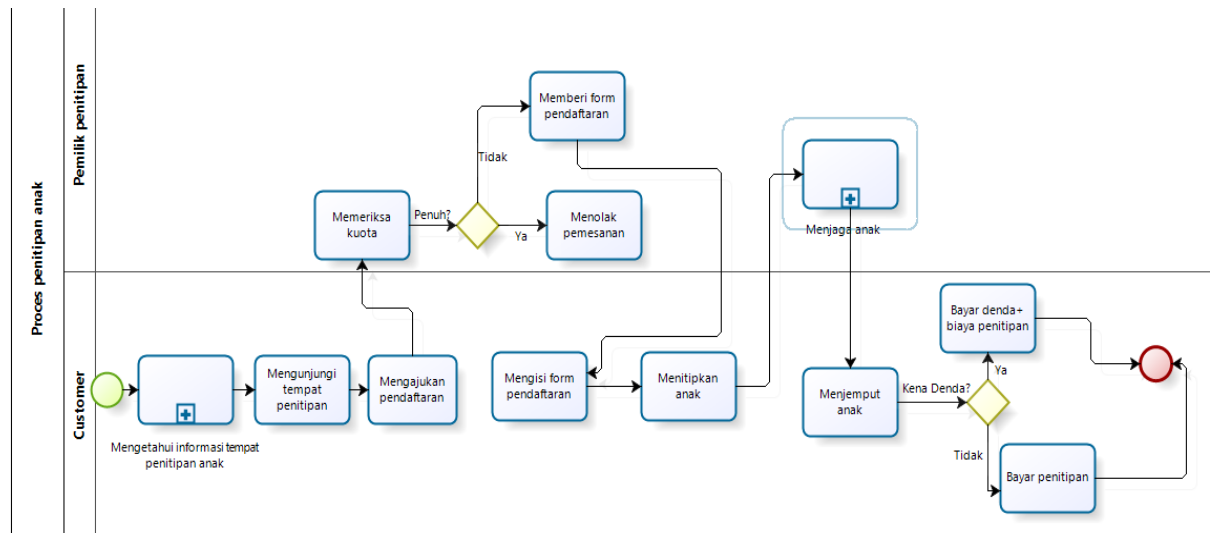 Proces penitipan anak
Pemilik penitipan
Memberi form
pendaftaran
Tidak
Memeriksa
kuota
Penuh?
Ya
Menolak
pemesanan
Menjaga anak
Customer
Mengetahui informasi tempat
penitipan anak
Mengunjungi
tempat
penitipan
Mengajukan
pendaftaran
Mengisi form
pendaftaran
Menitipkan
anak
Menjemput
anak
Kena Denda?
Ya
Bayar denda+
biaya penitipan
Tidak
Bayar penitipan